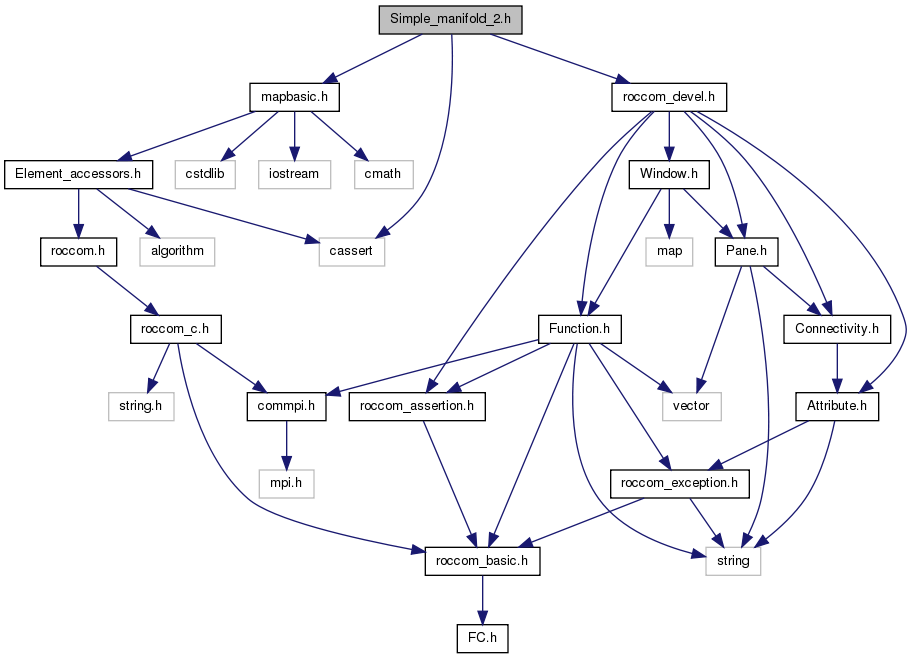 Simple_manifold_2.h
mapbasic.h
roccom_devel.h
Element_accessors.h
cstdlib
iostream
cmath
Window.h
roccom.h
algorithm
cassert
map
Pane.h
roccom_c.h
Function.h
Connectivity.h
string.h
commpi.h
roccom_assertion.h
vector
Attribute.h
mpi.h
roccom_exception.h
roccom_basic.h
string
FC.h